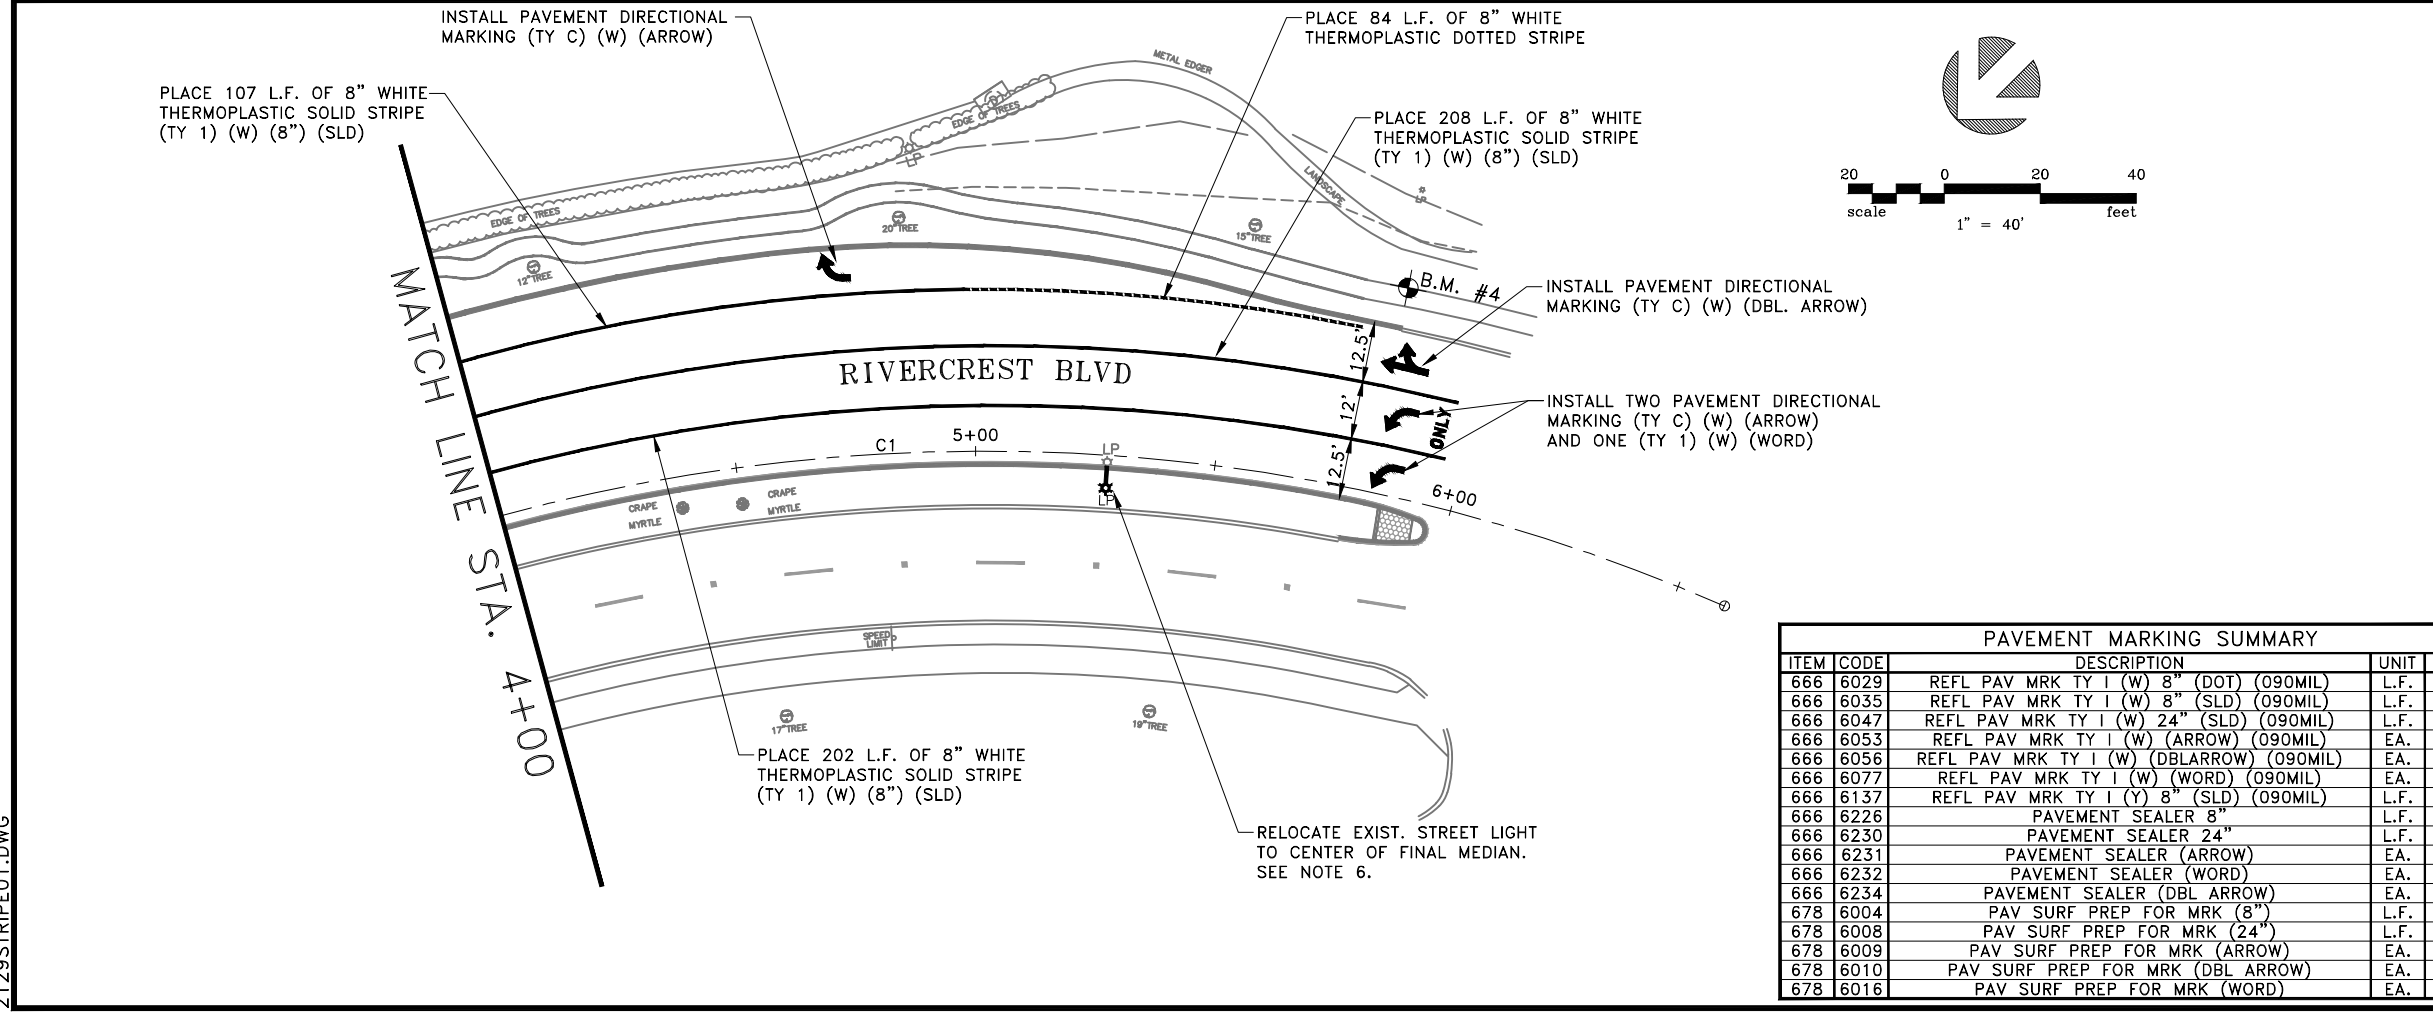 INSTALL PAVEMENT DIRECTIONAL
MARKING (TY C) (W) (ARROW)
PLACE 84 L.F. OF 8" WHITE
THERMOPLASTIC DOTTED STRIPE
PLACE 107 L.F. OF 8" WHITE
THERMOPLASTIC SOLID STRIPE
(TY 1) (W) (8") (SLD)
PLACE 208 L.F. OF 8" WHITE
THERMOPLASTIC SOLID STRIPE
(TY 1) (W) (8") (SLD)
METAL EDGER
EDGE OF TREES
LP
LANDSCAPE
LP
EDGE OF TREES
12"TREE
20"TREE
15"TREE
B.M. #4
20 0 20 40
scale feet
1" = 40'
INSTALL PAVEMENT DIRECTIONAL
MARKING (TY C) (W) (DBL. ARROW)
INSTALL TWO PAVEMENT DIRECTIONAL
MARKING (TY C) (W) (ARROW)
AND ONE (TY 1) (W) (WORD)
12.5'
12'
12.5'
ONLY
RIVERCREST BLVD
MATCH LINE STA. 4+00
C1
5+00
6+00
LP
LP
CRAPE
MYRTLE
CRAPE
MYRTLE
SPEED
LIMIT
17"TREE
19"TREE
PLACE 202 L.F. OF 8" WHITE
THERMOPLASTIC SOLID STRIPE
(TY 1) (W) (8") (SLD)
RELOCATE EXIST. STREET LIGHT
TO CENTER OF FINAL MEDIAN.
SEE NOTE 6.
PAVEMENT MARKING SUMMARY
ITEM CODE DESCRIPTION UNIT
666 6029 REFL PAV MRK TY I (W) 8" (DOT) (090MIL) L.F.
666 6035 REFL PAV MRK TY I (W) 8" (SLD) (090MIL) L.F.
666 6047 REFL PAV MRK TY I (W) 24" (SLD) (090MIL) L.F.
666 6053 REFL PAV MRK TY I (W) (ARROW) (090MIL) EA.
666 6056 REFL PAV MRK TY I (W) (DBLARROW) (090MIL) EA.
666 6077 REFL PAV MRK TY I (W) (WORD) (090MIL) EA.
666 6137 REFL PAV MRK TY I (Y) 8" (SLD) (090MIL) L.F.
666 6226 PAVEMENT SEALER 8" L.F.
666 6230 PAVEMENT SEALER 24" L.F.
666 6231 PAVEMENT SEALER (ARROW) EA.
666 6232 PAVEMENT SEALER (WORD) EA.
666 6234 PAVEMENT SEALER (DBL ARROW) EA.
678 6004 PAV SURF PREP FOR MRK (8") L.F.
678 6008 PAV SURF PREP FOR MRK (24") L.F.
678 6009 PAV SURF PREP FOR MRK (ARROW) EA.
678 6010 PAV SURF PREP FOR MRK (DBL ARROW) EA.
678 6016 PAV SURF PREP FOR MRK (WORD) EA.